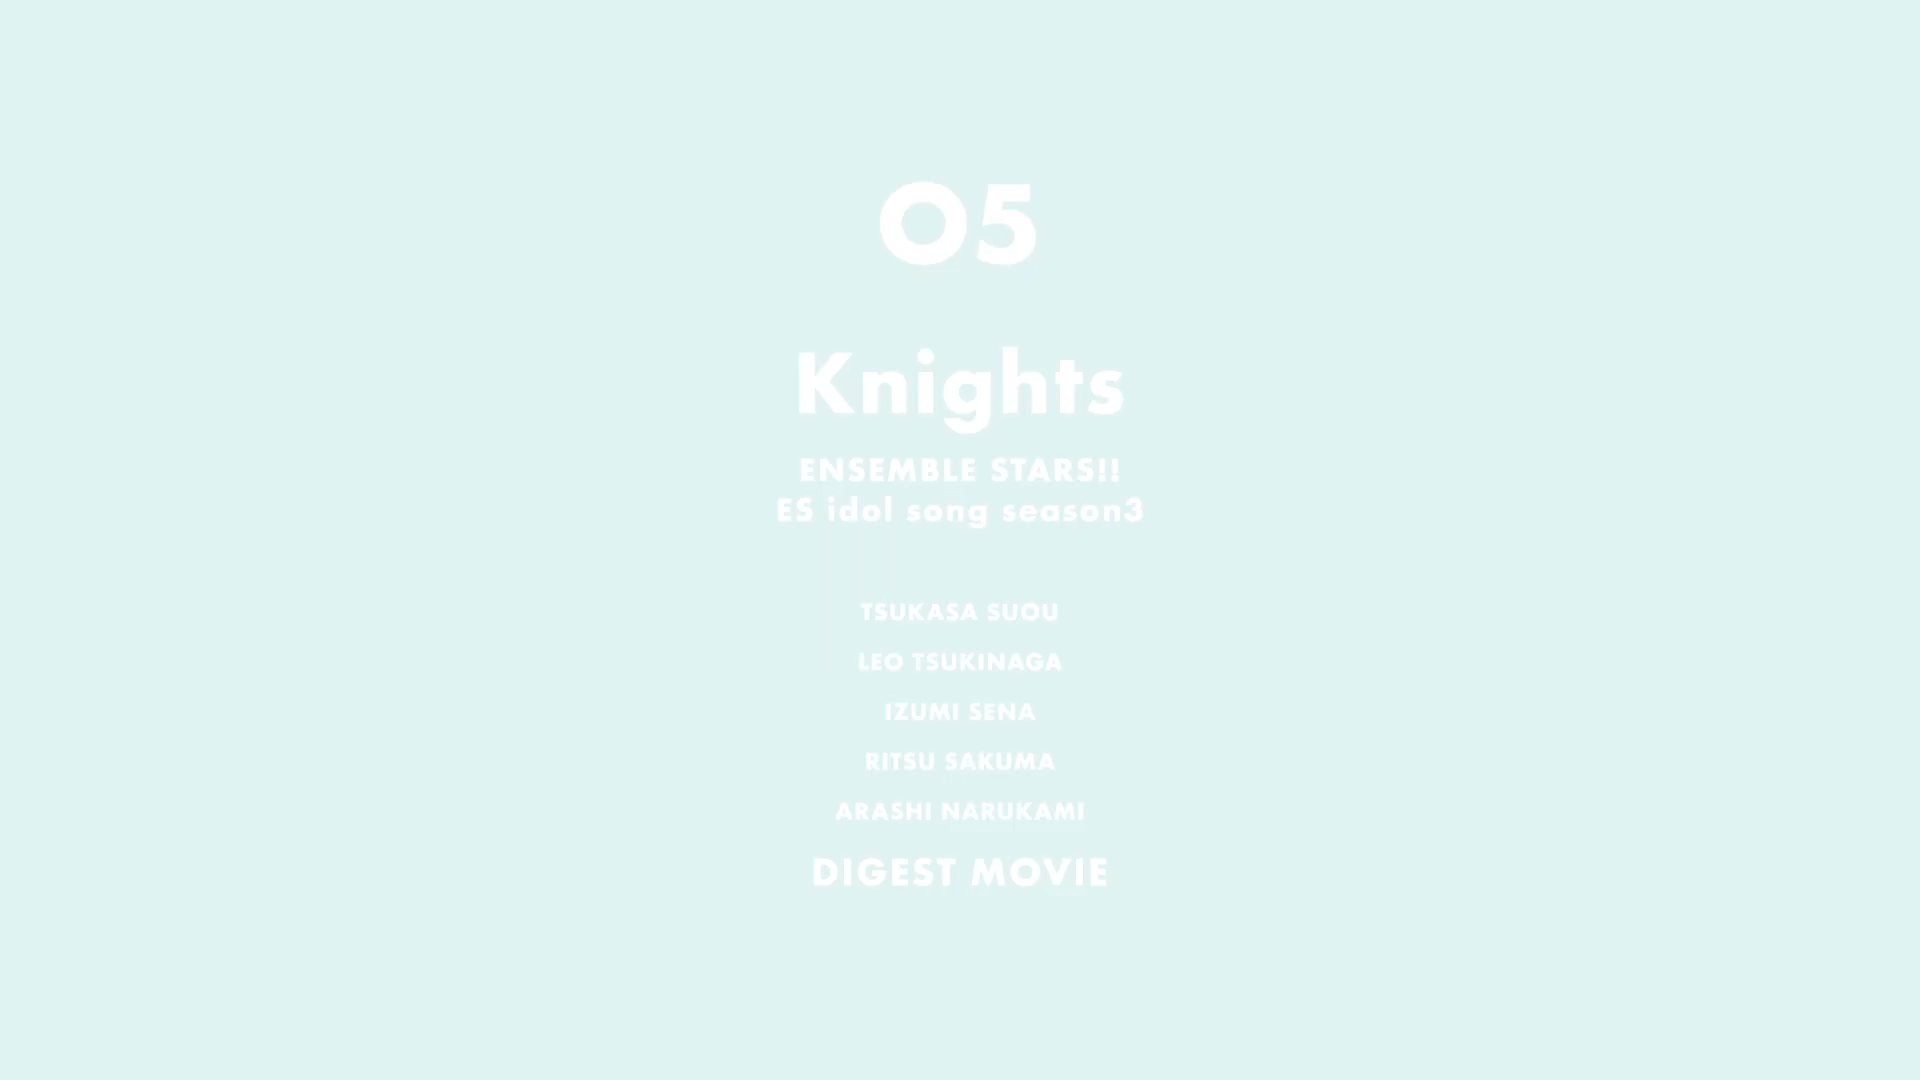 05
Knights
ENSEMBLE STARS!!
ES idol song season3
TSUKASA SUOU
LEO TSUKINAGA
IZUMI SENA
RITSU SAKUMA
ARASHI NARUKAMI
DIGEST MOVIE